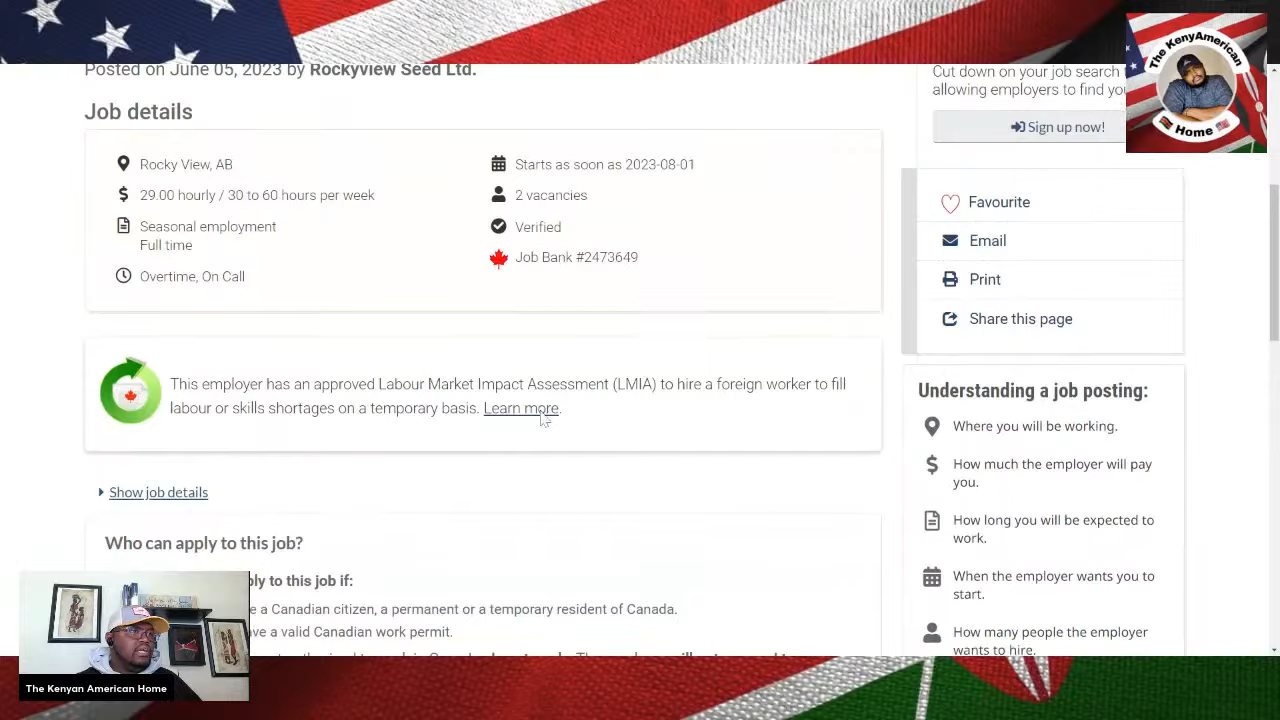 Posted on June 05, 2023 by Rockyview Seed Ltd.
Job details
Rocky View, AB
29.00 hourly / 30 to 60 hours per week
Seasonal employment
Full time
Overtime, On Call
Starts as soon as 2023-08-01
2 vacancies
Verified
Job Bank #2473649
This employer has an approved Labour Market Impact Assessment (LMIA) to hire a foreign worker to fill
labour or skills shortages on a temporary basis. Learn more.
Show job details
Who can apply to this job?
ply to this job if:
e a Canadian citizen, a permanent or a temporary resident of Canada.
ave a valid Canadian work permit.
Cut down on your job search
allowing employers to find yo
Sign up now!
Favourite
Email
Print
Share this page
Understanding a job posting:
Where you will be working.
How much the employer will pay
you.
How long you will be expected to
work.
When the employer wants you to
start.
How many people the employer
wants to hire.
The KenyAmerican
Home
The Kenyan American Home